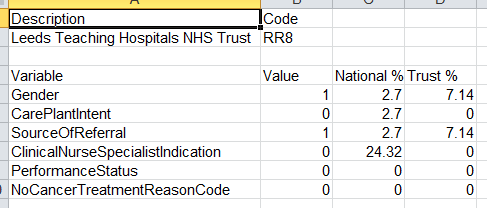 Description Code
Leeds Teaching Hospitals NHS Trust RR8
Variable Value National % Trust %
Gender 1 2.7 7.14
CarePlantIntent 0 2.7 0
SourceOfReferral 1 2.7 7.14
ClinicalNurseSpecialistIndication 0 24.32 0
PerformanceStatus 0 0 0
NoCancerTreatmentReasonCode 0 0 0